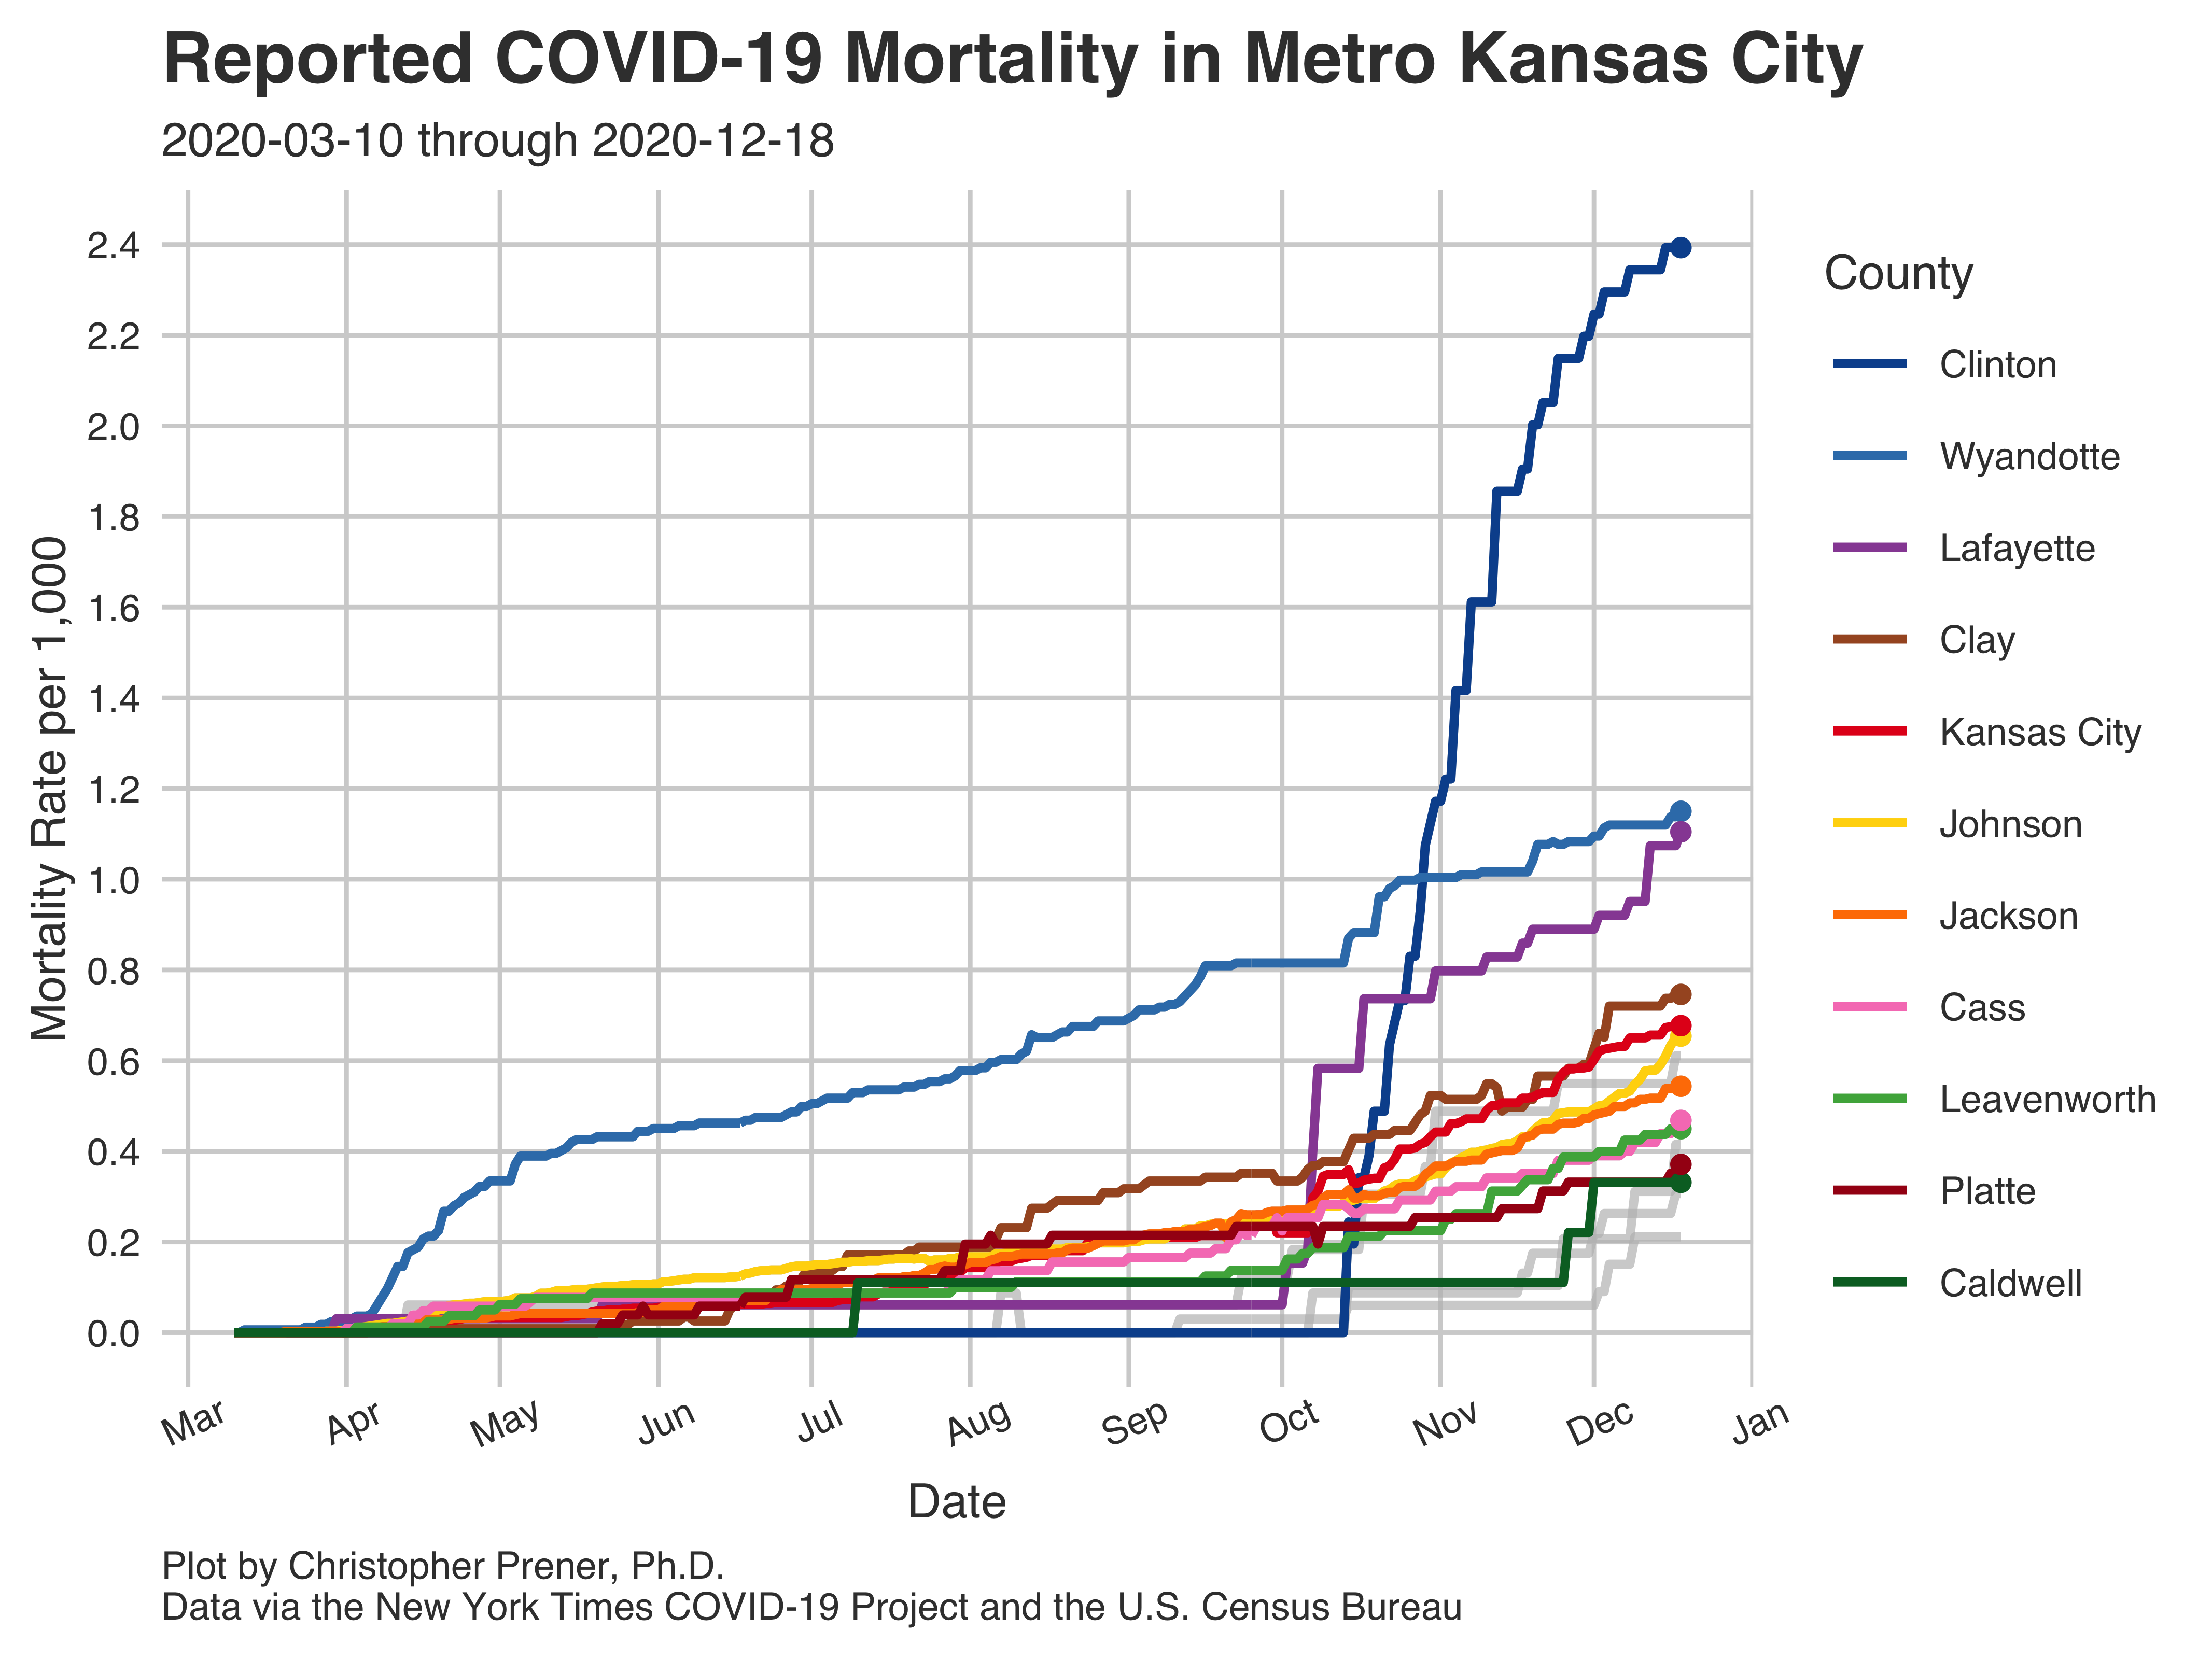 Reported COVID-19 Mortality in Metro Kansas City
2020-03-10 through 2020-12-18
Mortality Rate per 1,000
2.4
2.2
2.0
1.8
1.6
1.4
1.2
1.0
0.8
0.6
0.4
0.2
0.0
Mar
Apr
May
Jun
Jul
Aug
Sep
Oct
Nov
Dec
Jan
Date
County
Clinton
Wyandotte
Lafayette
Clay
Kansas City
Johnson
Jackson
Cass
Leavenworth
Platte
Caldwell
Plot by Christopher Prener, Ph.D.
Data via the New York Times COVID-19 Project and the U.S. Census Bureau